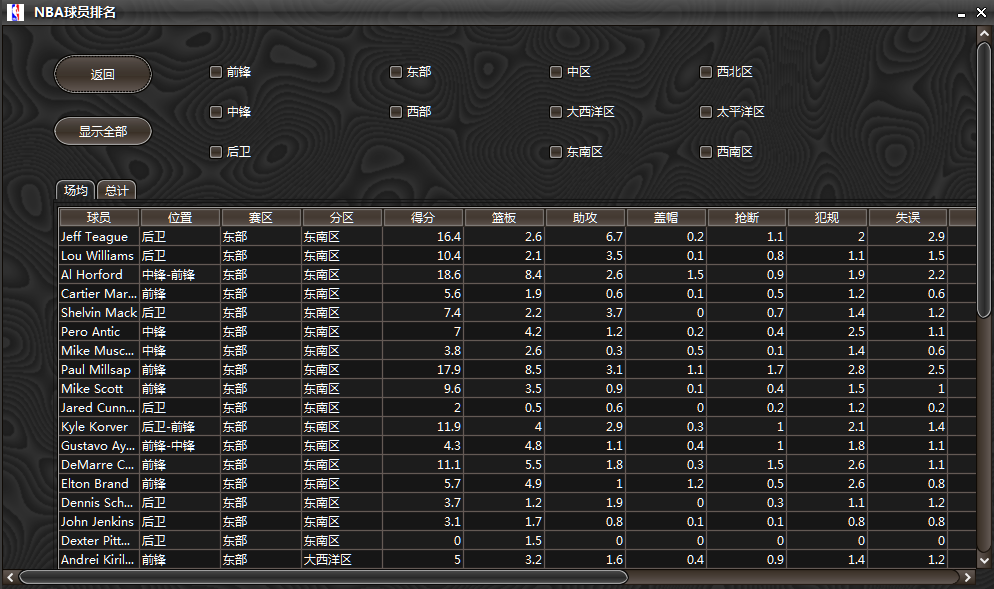 NBA球员排名
返回
前锋 东部 中区 西北区
中锋 西部 大西洋区 太平洋区
显示全部
后卫 东南区 西南区
场均 总计
球员 位置 赛区 分区 得分 篮板 助攻 盖帽 抢断 犯规 失误
Jeff Teague 后卫 东部 东南区 16.4 2.6 6.7 0.2 1.1 2 2.9
Lou Williams 后卫 东部 东南区 10.4 2.1 3.5 0.1 0.8 1.1 1.5
Al Horford 中锋-前锋 东部 东南区 18.6 8.4 2.6 1.5 0.9 1.9 2.2
Cartier Mar... 前锋 东部 东南区 5.6 1.9 0.6 0.1 0.5 1.2 0.6
Shelvin Mack 后卫 东部 东南区 7.4 2.2 3.7 0 0.7 1.4 1.2
Pero Antic 中锋 东部 东南区 7 4.2 1.2 0.2 0.4 2.5 1.1
Mike Musc... 中锋 东部 东南区 3.8 2.6 0.3 0.5 0.1 1.4 0.6
Paul Millsap 前锋 东部 东南区 17.9 8.5 3.1 1.1 1.7 2.8 2.5
Mike Scott 前锋 东部 东南区 9.6 3.5 0.9 0.1 0.4 1.5 1
Jared Cunn... 后卫 东部 东南区 2 0.5 0.6 0 0.2 1.2 0.2
Kyle Korver 后卫-前锋 东部 东南区 11.9 4 2.9 0.3 1 2.1 1.4
Gustavo Ay... 前锋-中锋 东部 东南区 4.3 4.8 1.1 0.4 1 1.8 1.1
DeMarre C... 前锋 东部 东南区 11.1 5.5 1.8 0.3 1.5 2.6 1.1
Elton Brand 前锋 东部 东南区 5.7 4.9 1 1.2 0.5 2.6 0.8
Dennis Sch... 后卫 东部 东南区 3.7 1.2 1.9 0 0.3 1.1 1.2
John Jenkins 后卫 东部 东南区 3.1 1.7 0.8 0.1 0.1 0.8 0.8
Dexter Pitt... 后卫 东部 东南区 0 1.5 0 0 0 0 0
Andrei Kiril... 前锋 东部 大西洋区 5 3.2 1.6 0.4 0.9 1.4 1.2